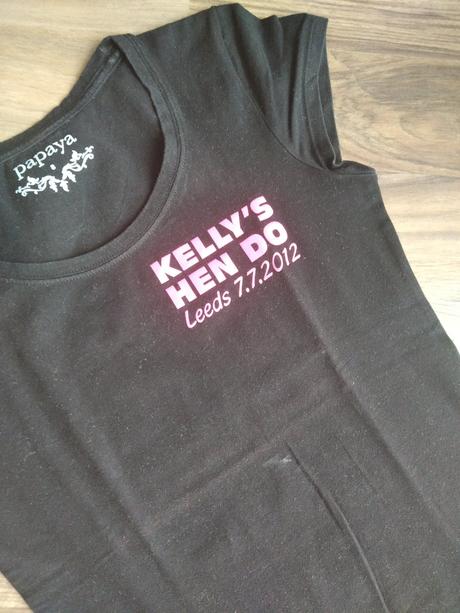 papaya
KELLY'S
HEN DO
Leeds 7.7.2012